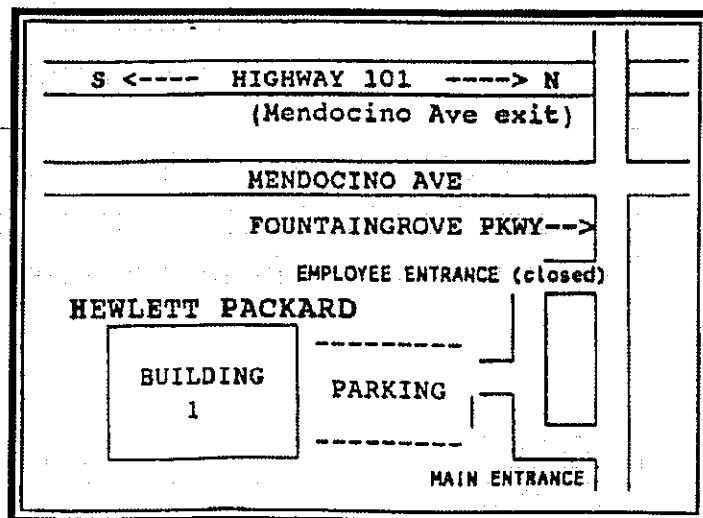 S <---- HIGHWAY 101 ----> N
(Mendocino Ave exit)
MENDOCINO AVE
FOUNTAINGROVE PKWY-->
EMPLOYEE ENTRANCE (closed)
HEWLETT PACKARD
BUILDING
1
PARKING
MAIN ENTRANCE